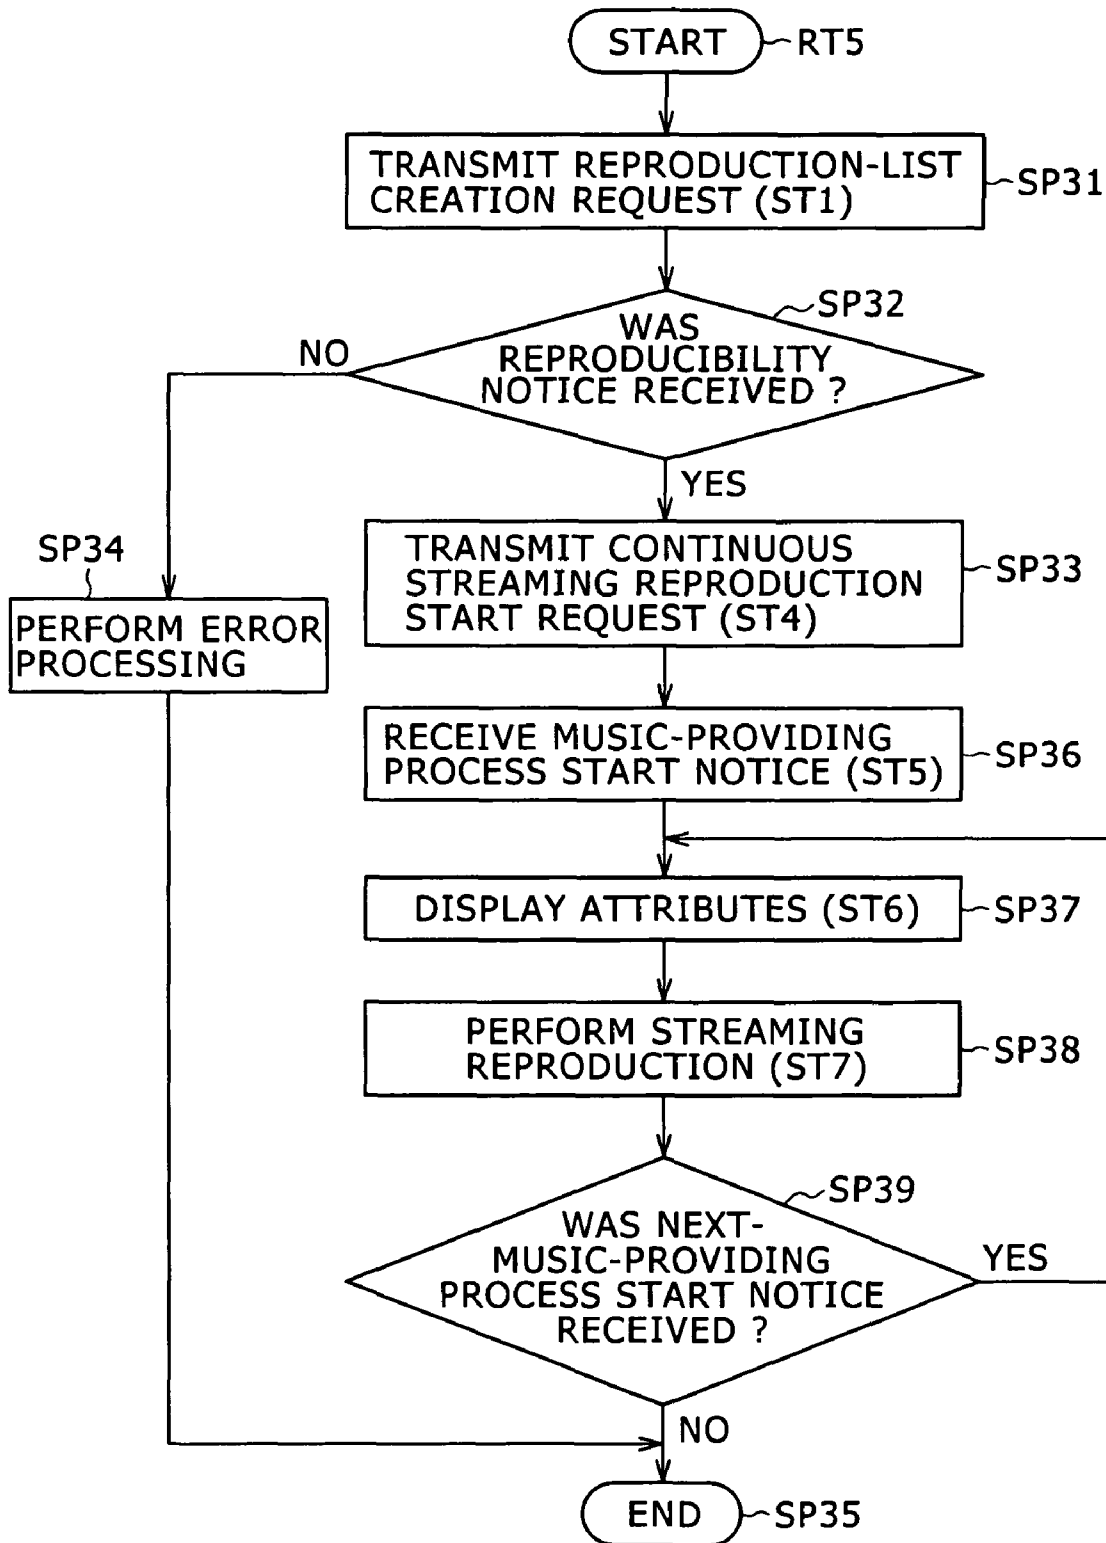 START
RT5
TRANSMIT REPRODUCTION-LIST
CREATION REQUEST (ST1)
SP31
SP32
WAS
REPRODUCIBILITY
NOTICE RECEIVED ?
NO
YES
SP34
PERFORM ERROR
PROCESSING
TRANSMIT CONTINUOUS
STREAMING REPRODUCTION
START REQUEST (ST4)
SP33
RECEIVE MUSIC-PROVIDING
PROCESS START NOTICE (ST5)
SP36
DISPLAY ATTRIBUTES (ST6)
SP37
PERFORM STREAMING
REPRODUCTION (ST7)
SP38
SP39
WAS NEXT-
MUSIC-PROVIDING
PROCESS START NOTICE
RECEIVED ?
YES
NO
END
SP35